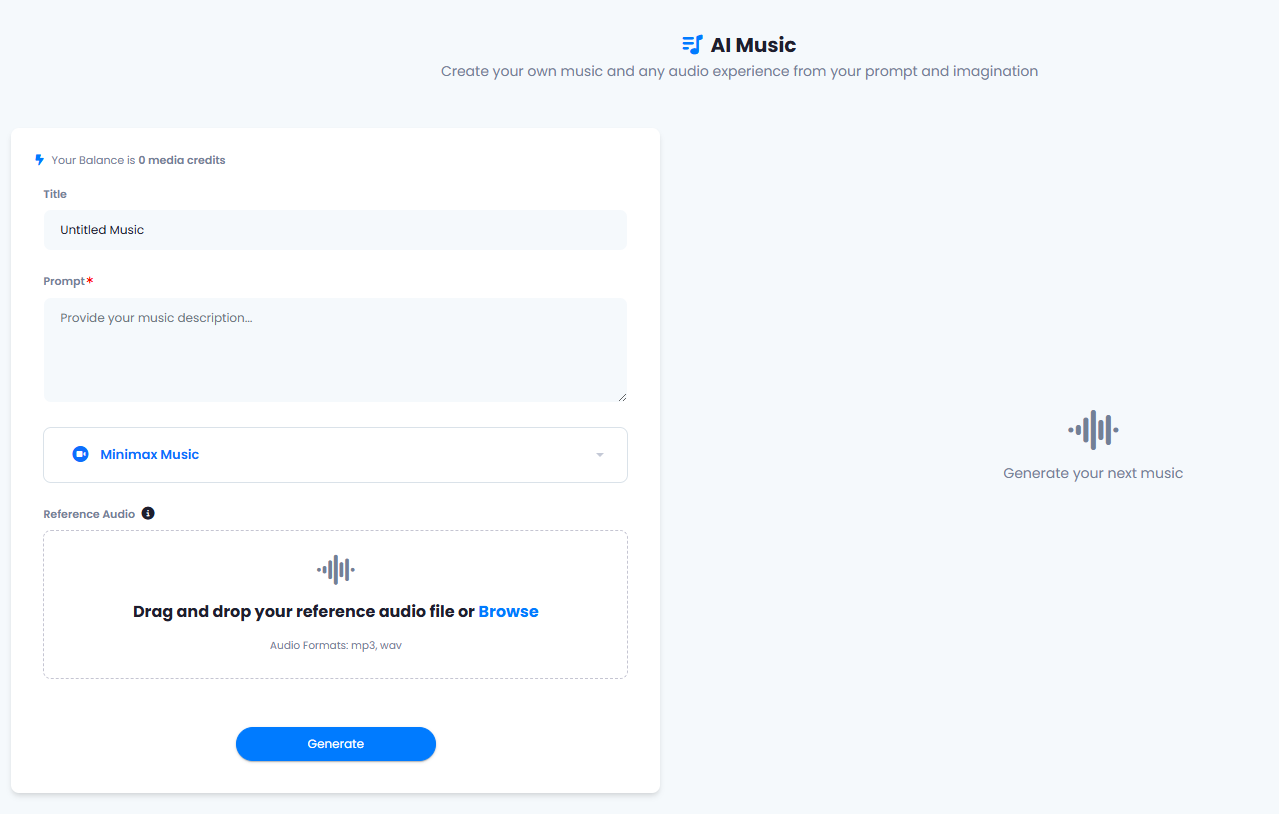 AI Music
Create your own music and any audio experience from your prompt and imagination
Your Balance is 0 media credits
Title
Untitled Music
Prompt*
Provide your music description...
Minimax Music
Reference Audio
Drag and drop your reference audio file or Browse
Audio Formats: mp3, wav
Generate
Generate your next music